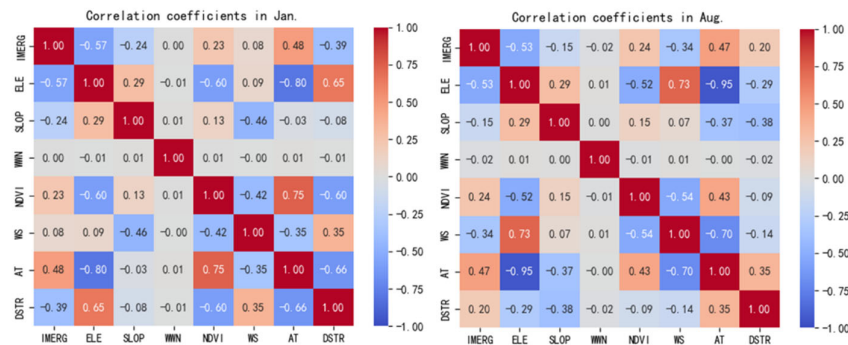 Correlation coefficients in Jan.
IMERG 1.00 -0.57 -0.24 0.00 0.23 0.08 0.48 -0.39
ELE -0.57 1.00 0.29 -0.01 -0.60 0.09 -0.80 0.65
SLOP -0.24 0.29 1.00 0.01 0.13 -0.46 -0.03 -0.08
WWN 0.00 -0.01 0.01 1.00 0.01 -0.00 0.01 -0.01
NDVI 0.23 -0.60 0.13 0.01 1.00 -0.42 0.75 -0.60
WS 0.08 0.09 -0.46 -0.00 -0.42 1.00 -0.35 0.35
AT 0.48 -0.80 -0.03 0.01 0.75 -0.35 1.00 -0.66
DSTR -0.39 0.65 -0.08 -0.01 -0.60 0.35 -0.66 1.00
IMERG ELE SLOP WWN NDVI WS AT DSTR
1.00
0.75
0.50
0.25
0.00
-0.25
-0.50
-0.75
-1.00
Correlation coefficients in Aug.
IMERG 1.00 -0.53 -0.15 -0.02 0.24 -0.34 0.47 0.20
ELE -0.53 1.00 0.29 0.01 -0.52 0.73 -0.95 -0.29
SLOP -0.15 0.29 1.00 0.00 0.15 0.07 -0.37 -0.38
WWN -0.02 0.01 0.00 1.00 -0.01 0.01 -0.00 -0.02
NDVI 0.24 -0.52 0.15 -0.01 1.00 -0.54 0.43 -0.09
WS -0.34 0.73 0.07 0.01 -0.54 1.00 -0.70 -0.14
AT 0.47 -0.95 -0.37 -0.00 0.43 -0.70 1.00 0.35
DSTR 0.20 -0.29 -0.38 -0.02 -0.09 -0.14 0.35 1.00
IMERG ELE SLOP WWN NDVI WS AT DSTR
1.00
0.75
0.50
0.25
0.00
-0.25
-0.50
-0.75
-1.00